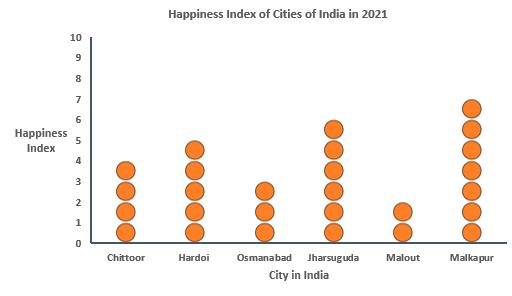 Happiness Index of Cities of India in 2021
10
9
8
7
6
5
4
3
2
1
0
Happiness
Index
Chittoor Hardoi Osmanabad Jharsuguda Malout Malkapur
City in India